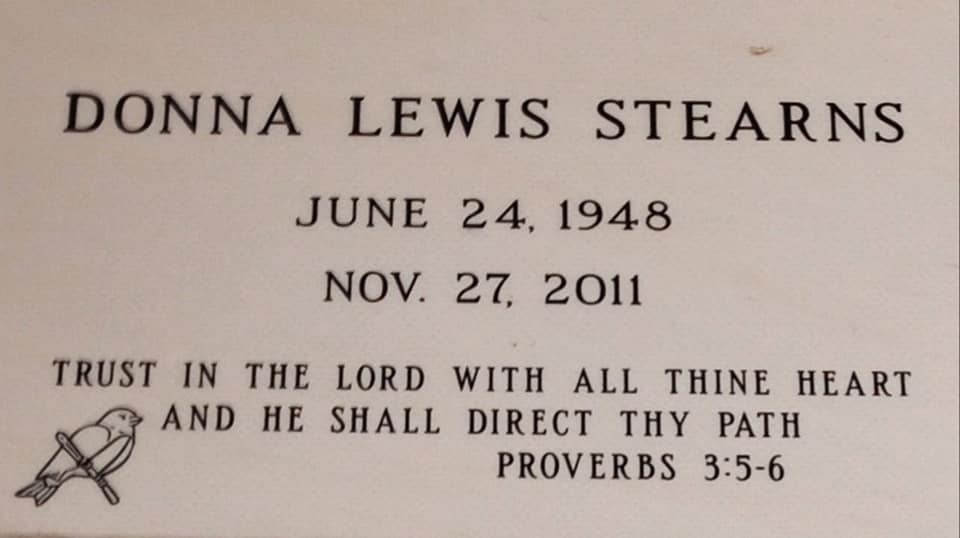 DONNA LEWIS STEARNS
JUNE 24, 1948
NOV. 27, 2011
TRUST IN THE LORD WITH ALL THINE HEART
AND HE SHALL DIRECT THY PATH
PROVERBS 3:5-6